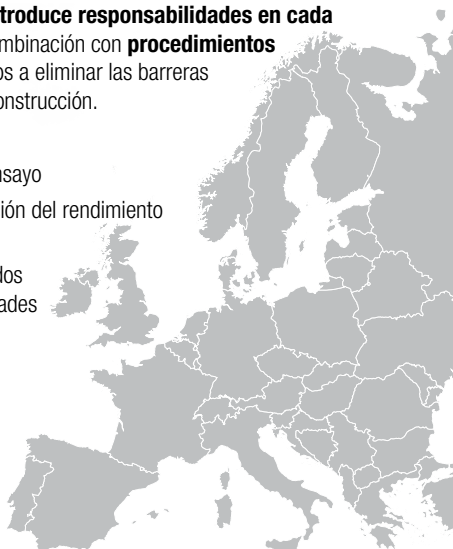 troduce responsabilidades en cada
mbinación con procedimientos
os a eliminar las barreras
onstrucción.
nsayo
ión del rendimiento
dos
ades